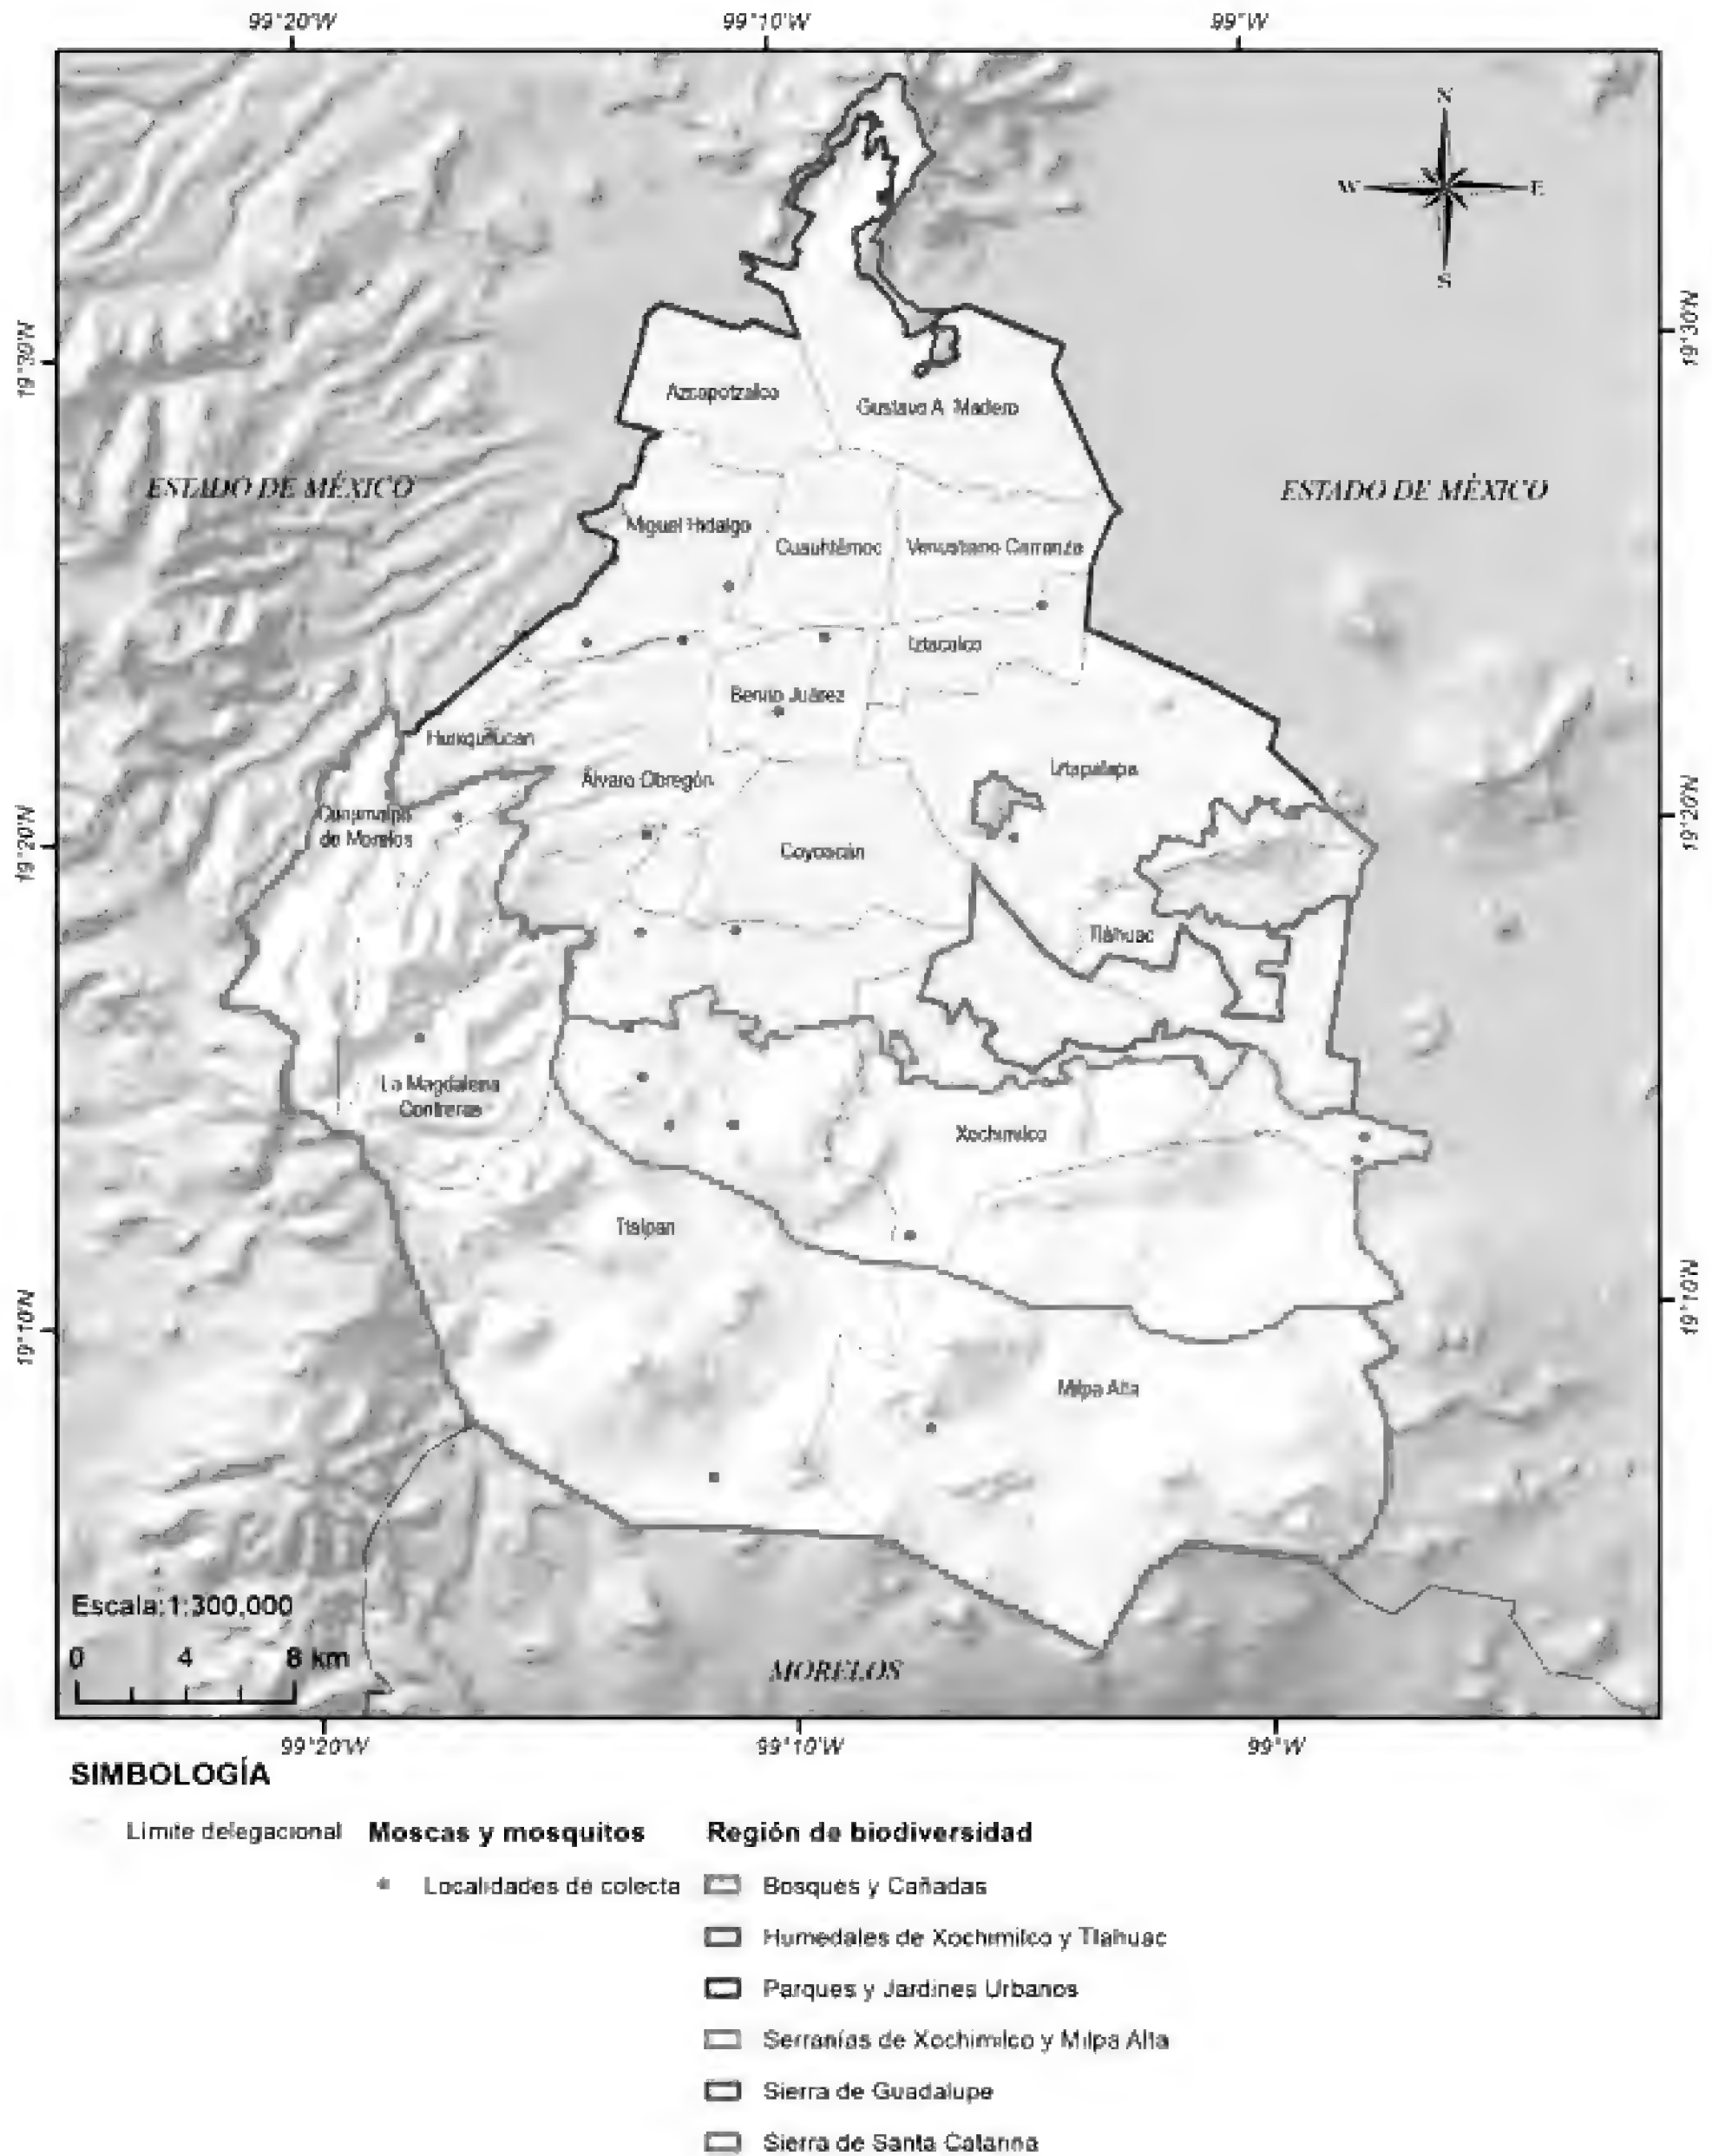 99°20'W 99°10'W 99°W
N
W E
S
19°30'N 19°30'N
Azcapotzalco
Gustavo A. Madero
ESTADO DE MÉXICO ESTADO DE MÉXICO
Miguel Hidalgo
Cuauhtémoc Venustiano Carranza
Iztacalco
Benito Juárez
Huixquilucan
Álvaro Obregón
Iztapalapa
Cuajimalpa
de Morelos
19°20'N 19°20'N
Coyoacán
Tláhuac
La Magdalena
Contreras
Xochimilco
Tlalpan
19°10'N 19°10'N
Milpa Alta
Escala:1:300,000
0 4 8 km
MORELOS
99°20'W 99°10'W 99°W
SIMBOLOGÍA
Límite delegacional Moscas y mosquitos Región de biodiversidad
Localidades de colecta Bosques y Cañadas
Humedales de Xochimilco y Tlahuac
Parques y Jardines Urbanos
Serranías de Xochimilco y Milpa Alta
Sierra de Guadalupe
Sierra de Santa Catarina